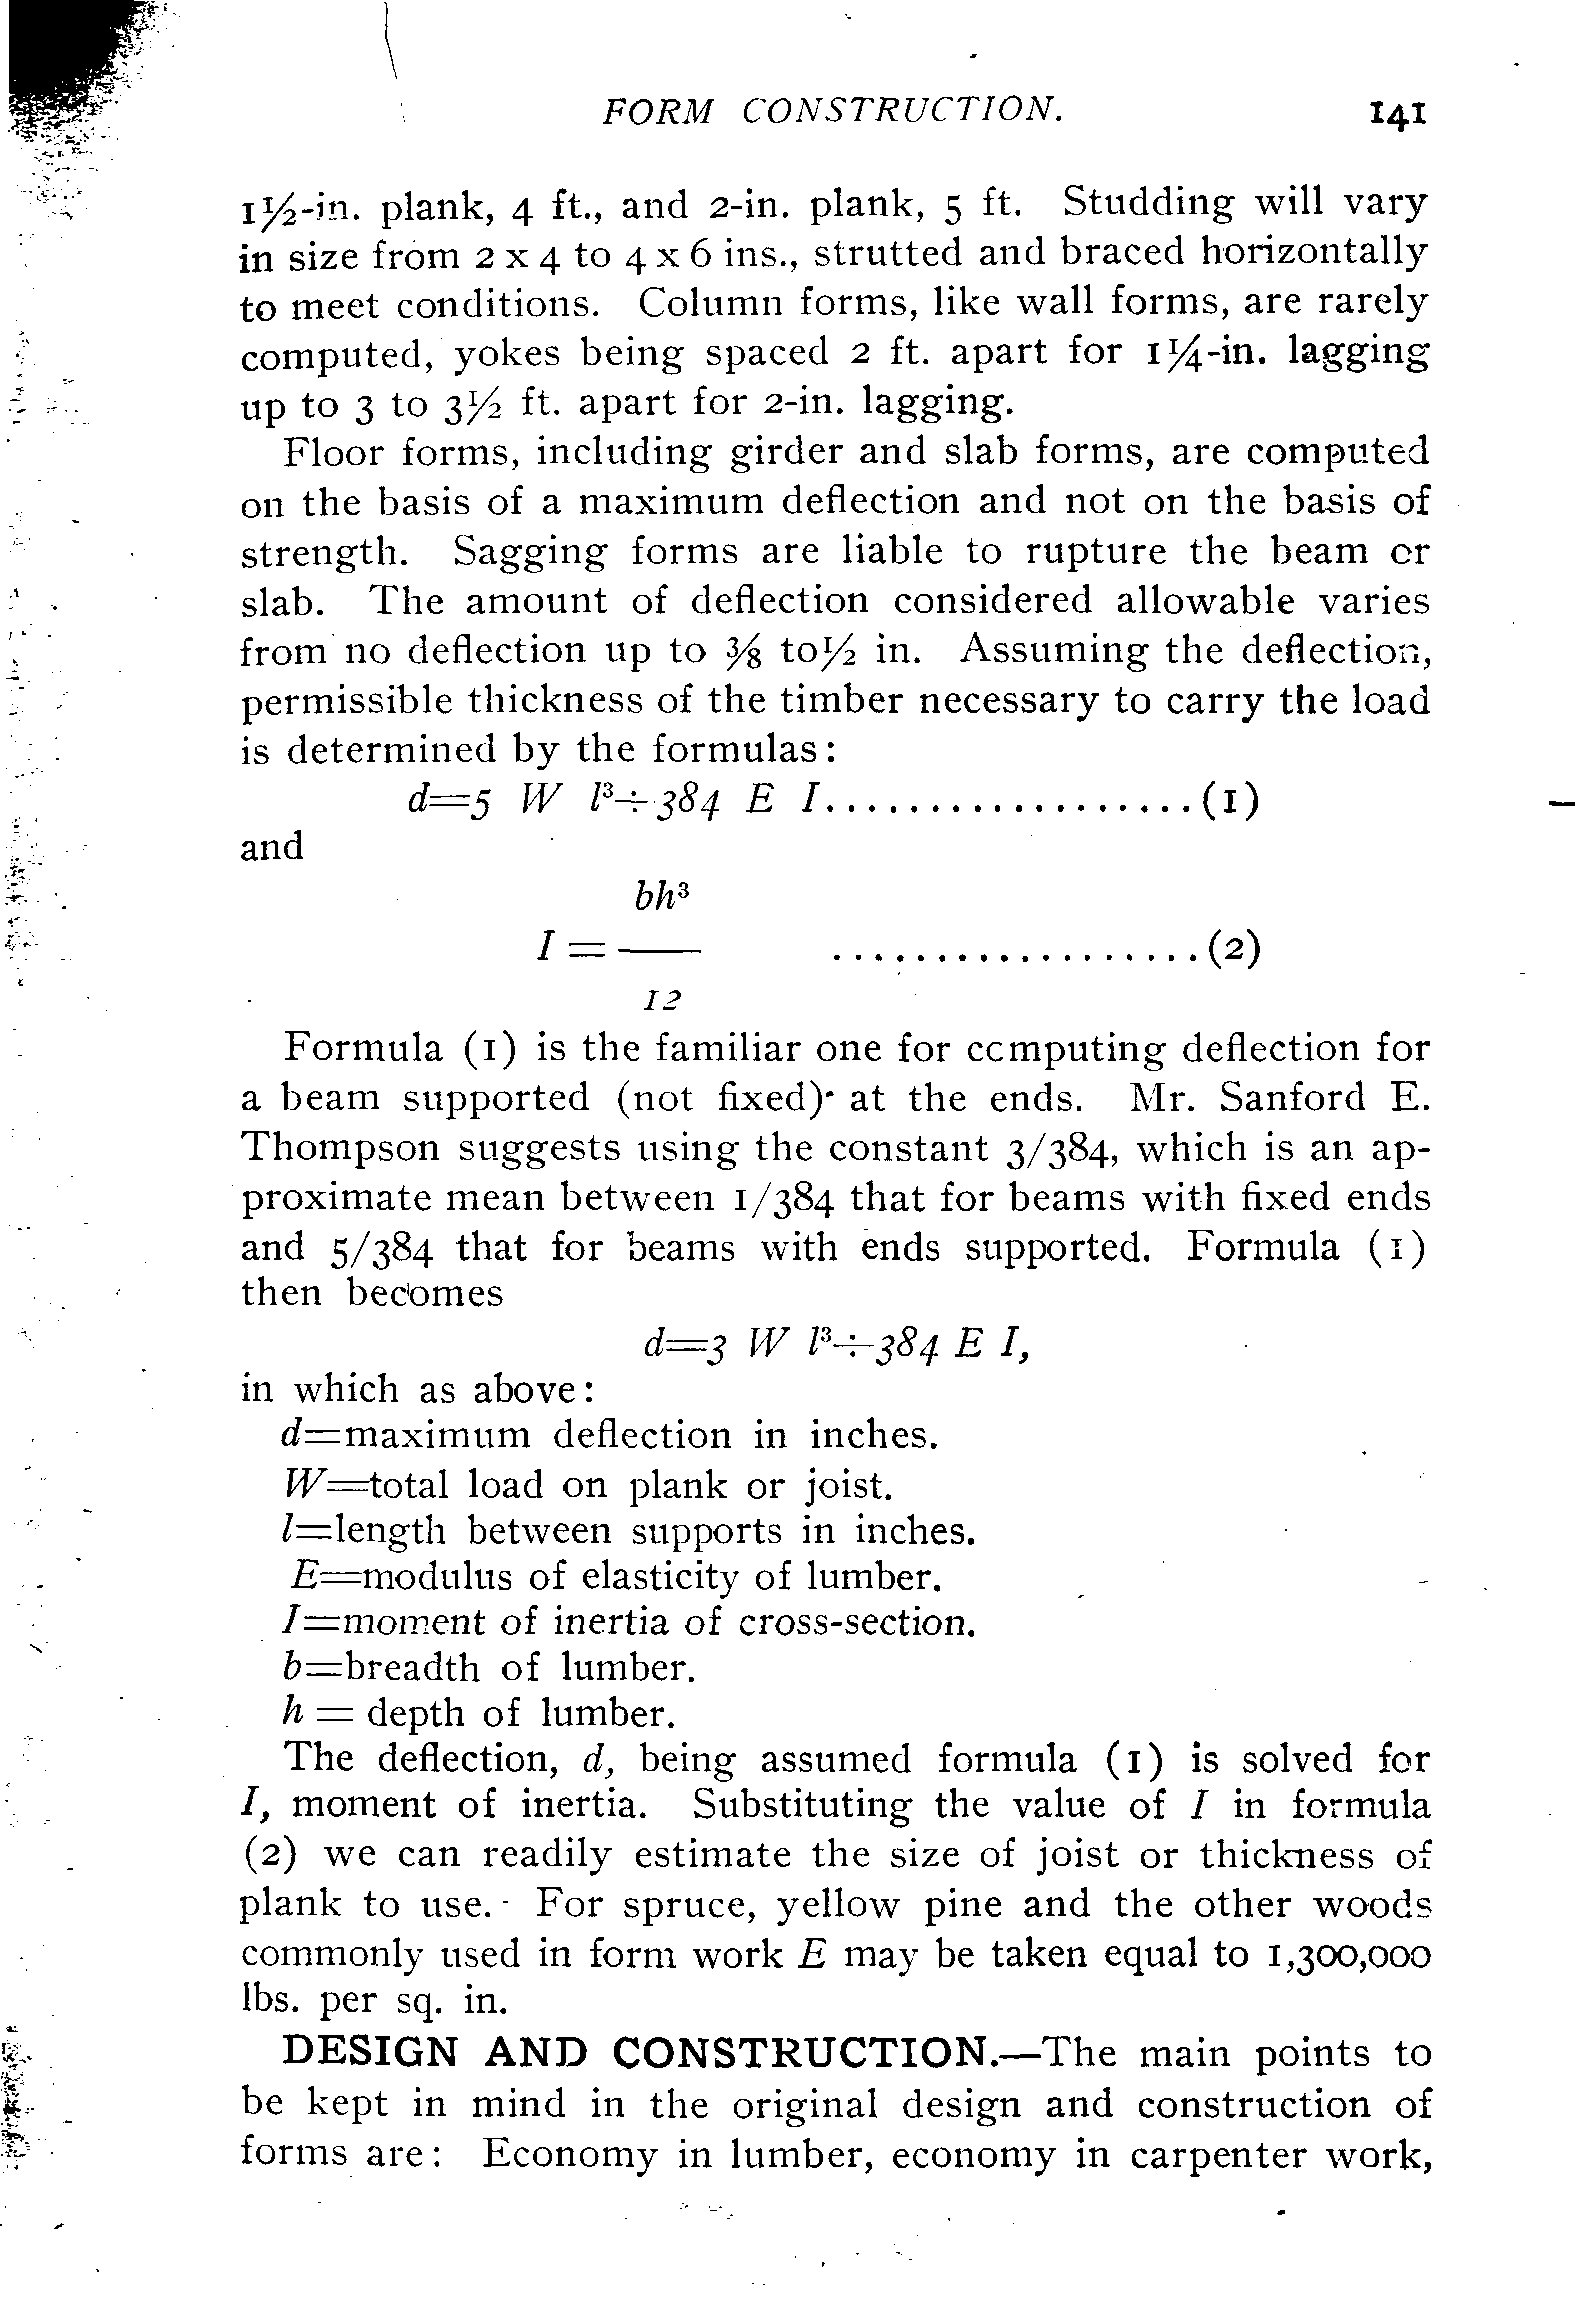 FORM CONSTRUCTION. 141
1½-in. plank, 4 ft., and 2-in. plank, 5 ft. Studding will vary
in size from 2 x 4 to 4 x 6 ins., strutted and braced horizontally
to meet conditions. Column forms, like wall forms, are rarely
computed, yokes being spaced 2 ft. apart for 1¼-in. lagging
up to 3 to 3½ ft. apart for 2-in. lagging.
Floor forms, including girder and slab forms, are computed
on the basis of a maximum deflection and not on the basis of
strength. Sagging forms are liable to rupture the beam or
slab. The amount of deflection considered allowable varies
from no deflection up to ⅜ to½ in. Assuming the deflection,
permissible thickness of the timber necessary to carry the load
is determined by the formulas:
d=5 W l³÷384 E I..................(1)
and
bh³
I = —— ..................(2)
12
Formula (1) is the familiar one for computing deflection for
a beam supported (not fixed) at the ends. Mr. Sanford E.
Thompson suggests using the constant 3/384, which is an ap-
proximate mean between 1/384 that for beams with fixed ends
and 5/384 that for beams with ends supported. Formula (1)
then becomes
d=3 W l³÷384 E I,
in which as above:
d=maximum deflection in inches.
W=total load on plank or joist.
l=length between supports in inches.
E=modulus of elasticity of lumber.
I=moment of inertia of cross-section.
b=breadth of lumber.
h = depth of lumber.
The deflection, d, being assumed formula (1) is solved for
I, moment of inertia. Substituting the value of I in formula
(2) we can readily estimate the size of joist or thickness of
plank to use. For spruce, yellow pine and the other woods
commonly used in form work E may be taken equal to 1,300,000
lbs. per sq. in.
DESIGN AND CONSTRUCTION.—The main points to
be kept in mind in the original design and construction of
forms are: Economy in lumber, economy in carpenter work,